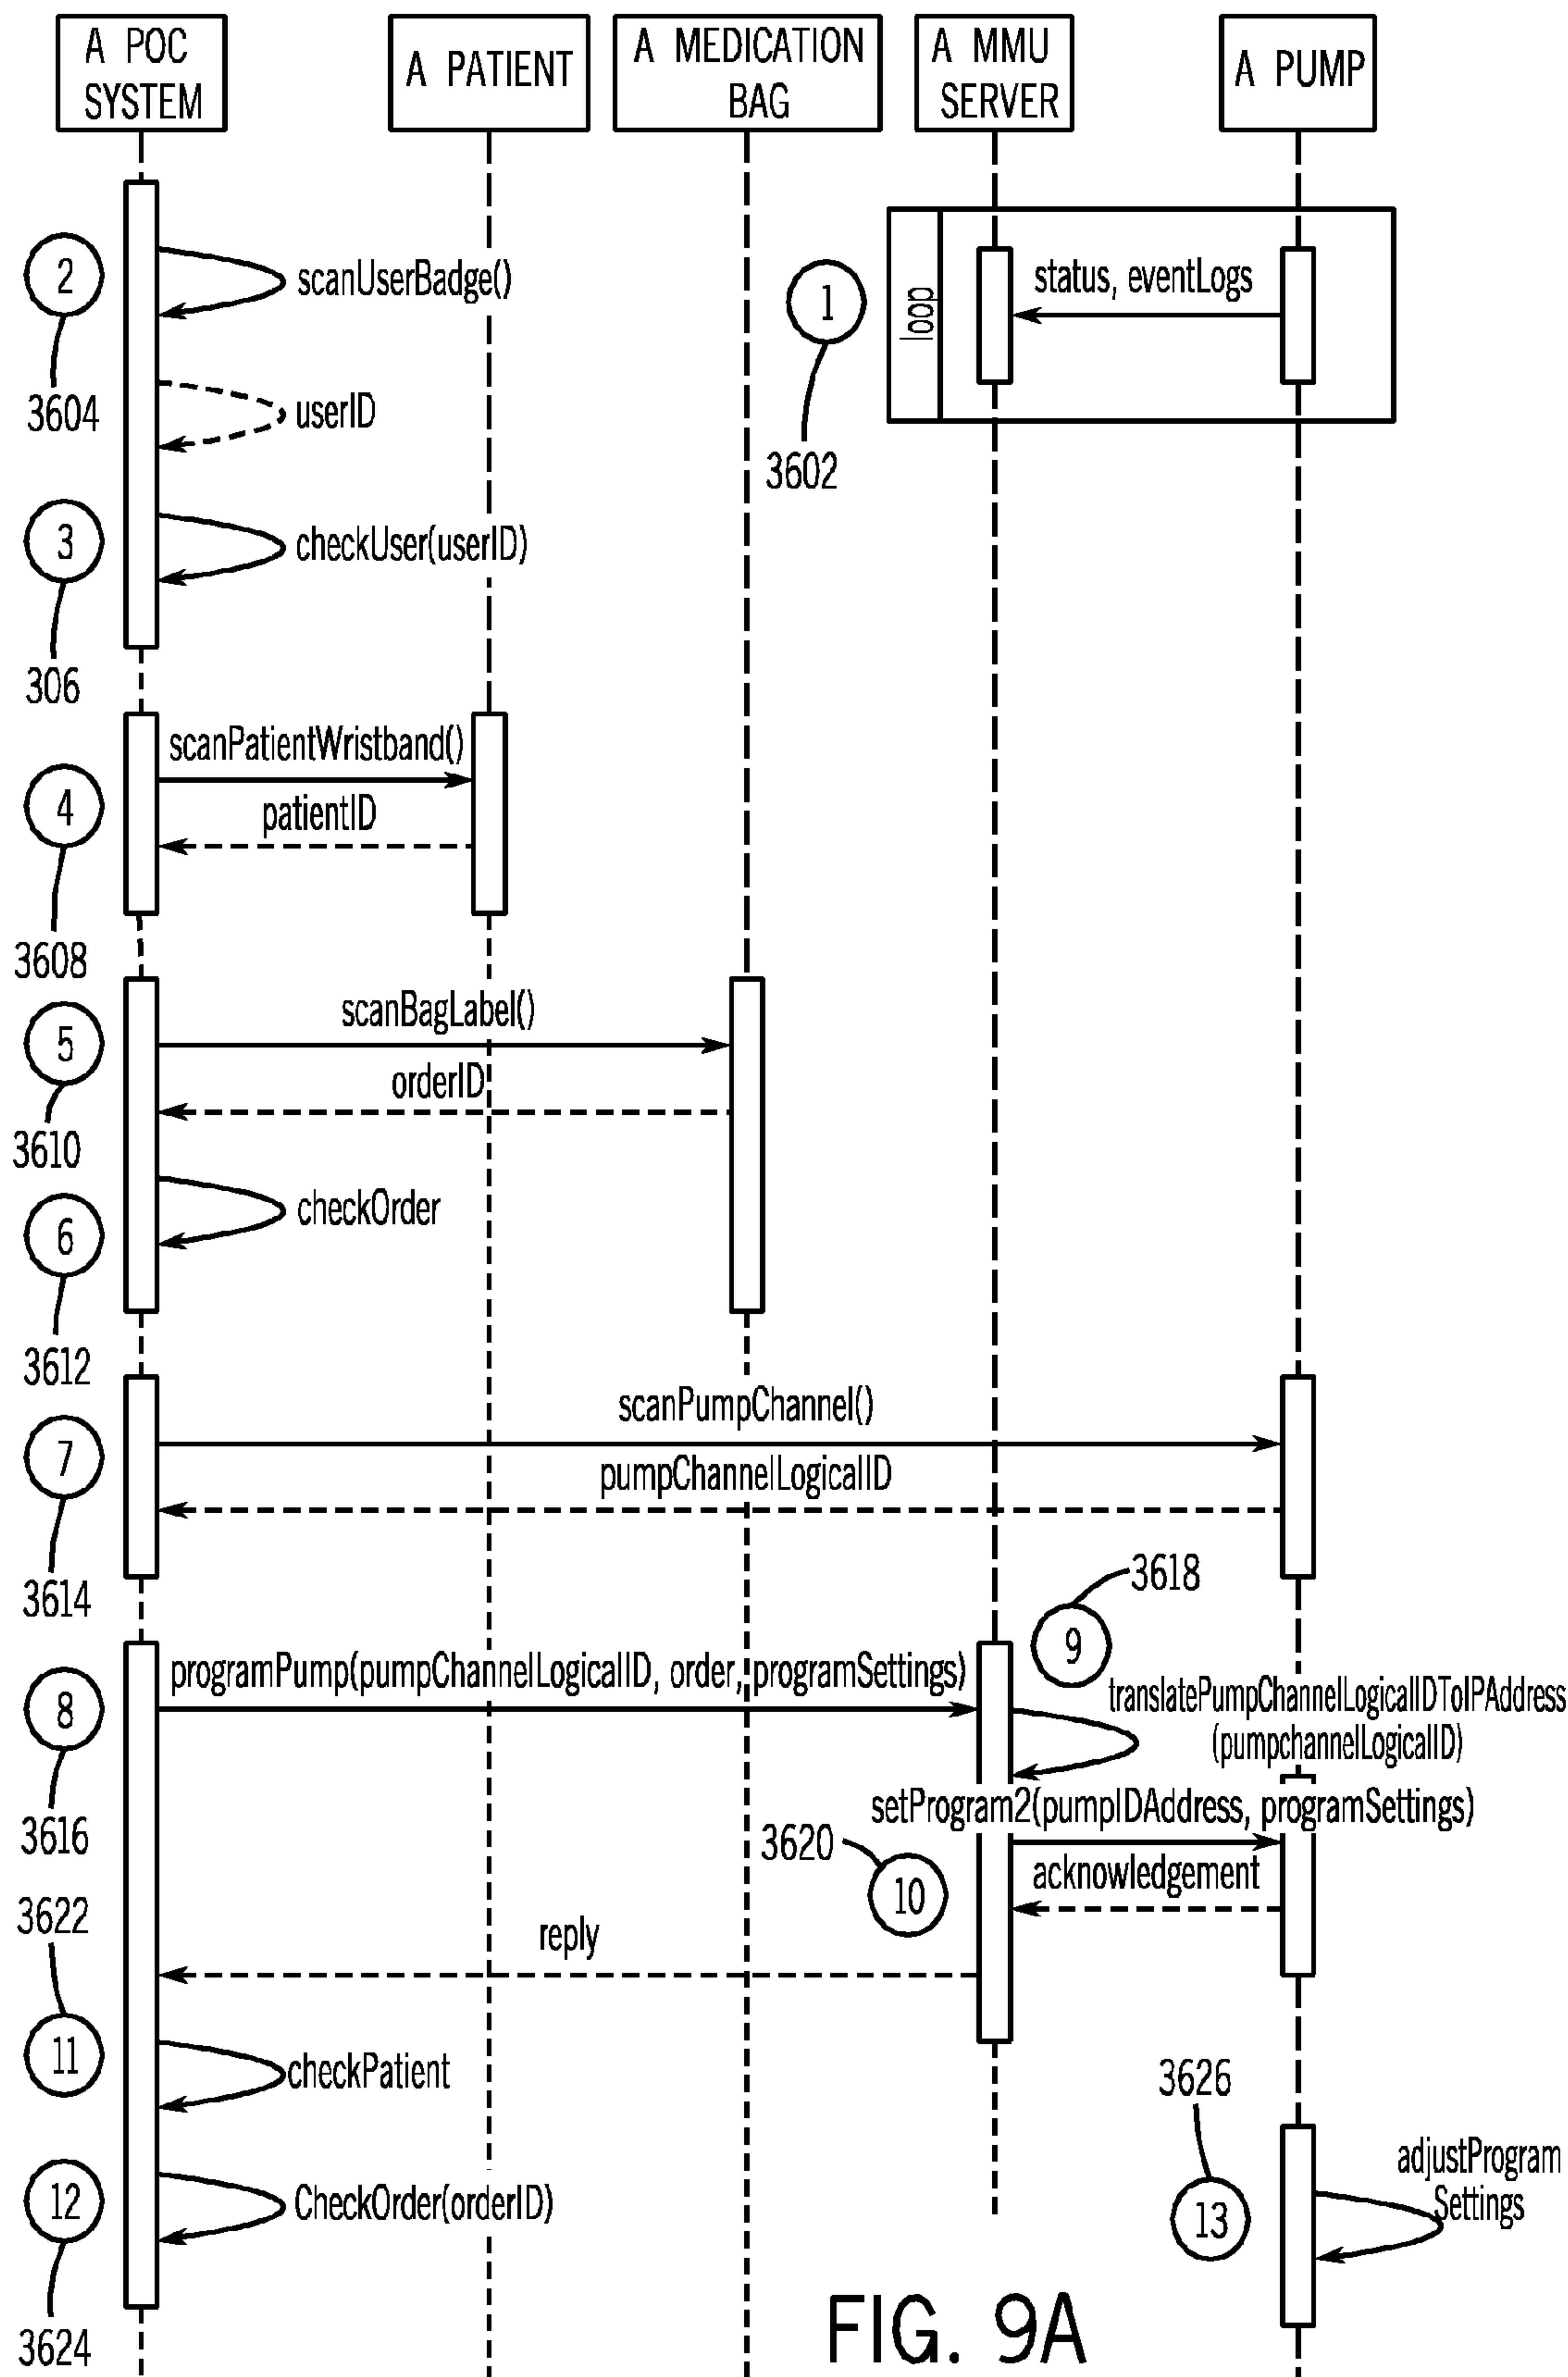 A POC
SYSTEM
A PATIENT
A MEDICATION
BAG
A MMU
SERVER
A PUMP
2
scanUserBadge()
3604
userID
3
checkUser(userID)
306
loop
status, eventLogs
1
3602
scanPatientWristband()
4
patientID
3608
scanBagLabel()
5
orderID
3610
checkOrder
6
3612
scanPumpChannel()
7
pumpChannelLogicalID
3614
3618
9
programPump(pumpChannelLogicalID, order, programSettings)
8
translatePumpChannelLogicalIDToIPAddress
(pumpchannelLogicalID)
3616
setProgram2(pumpIDAddress, programSettings)
3620
10
acknowledgement
3622
reply
11
checkPatient
12
CheckOrder(orderID)
3624
3626
adjustProgram
Settings
13
FIG. 9A